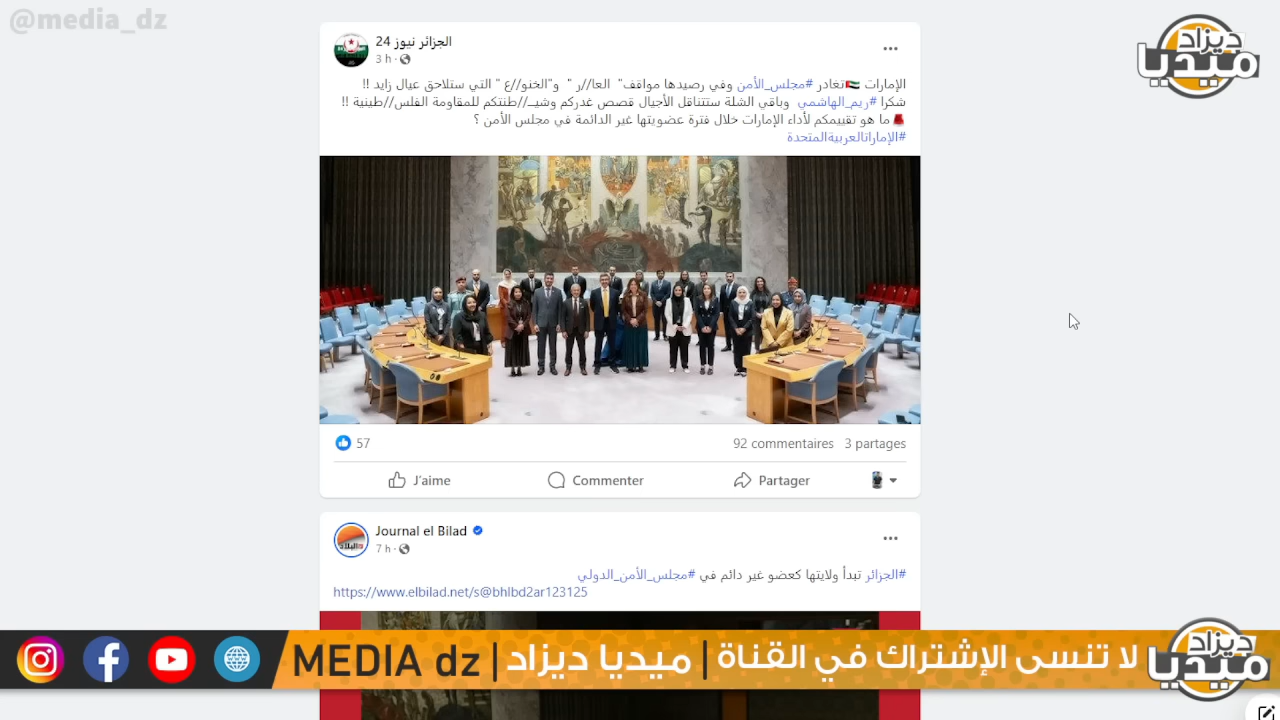 @media_dz
ديزاد
ميديا
الجزائر نيوز 24
3 h
الإمارات 🇦🇪تغادر #مجلس_الأمن وفي رصيدها مواقف" العا//ر " و"الخنو//ع " التي ستلاحق عيال زايد !!
شكرا #ريم_الهاشمي وباقي الشلة ستتناقل الأجيال قصص غدركم وشيـ//طنتكم للمقاومة الفلس//طينية !!
ما هو تقييمكم لأداء الإمارات خلال فترة عضويتها غير الدائمة في مجلس الأمن ؟
#الإماراتالعربيةالمتحدة
57
92 commentaires 3 partages
J'aime Commenter Partager
Journal el Bilad
7 h
#الجزائر تبدأ ولايتها كعضو غير دائم في #مجلس_الأمن_الدولي
https://www.elbilad.net/s@bhlbd2ar123125
لا تنسى الإشتراك في القناة | ميديا ديزاد | MEDIA dz
ديزاد
ميديا